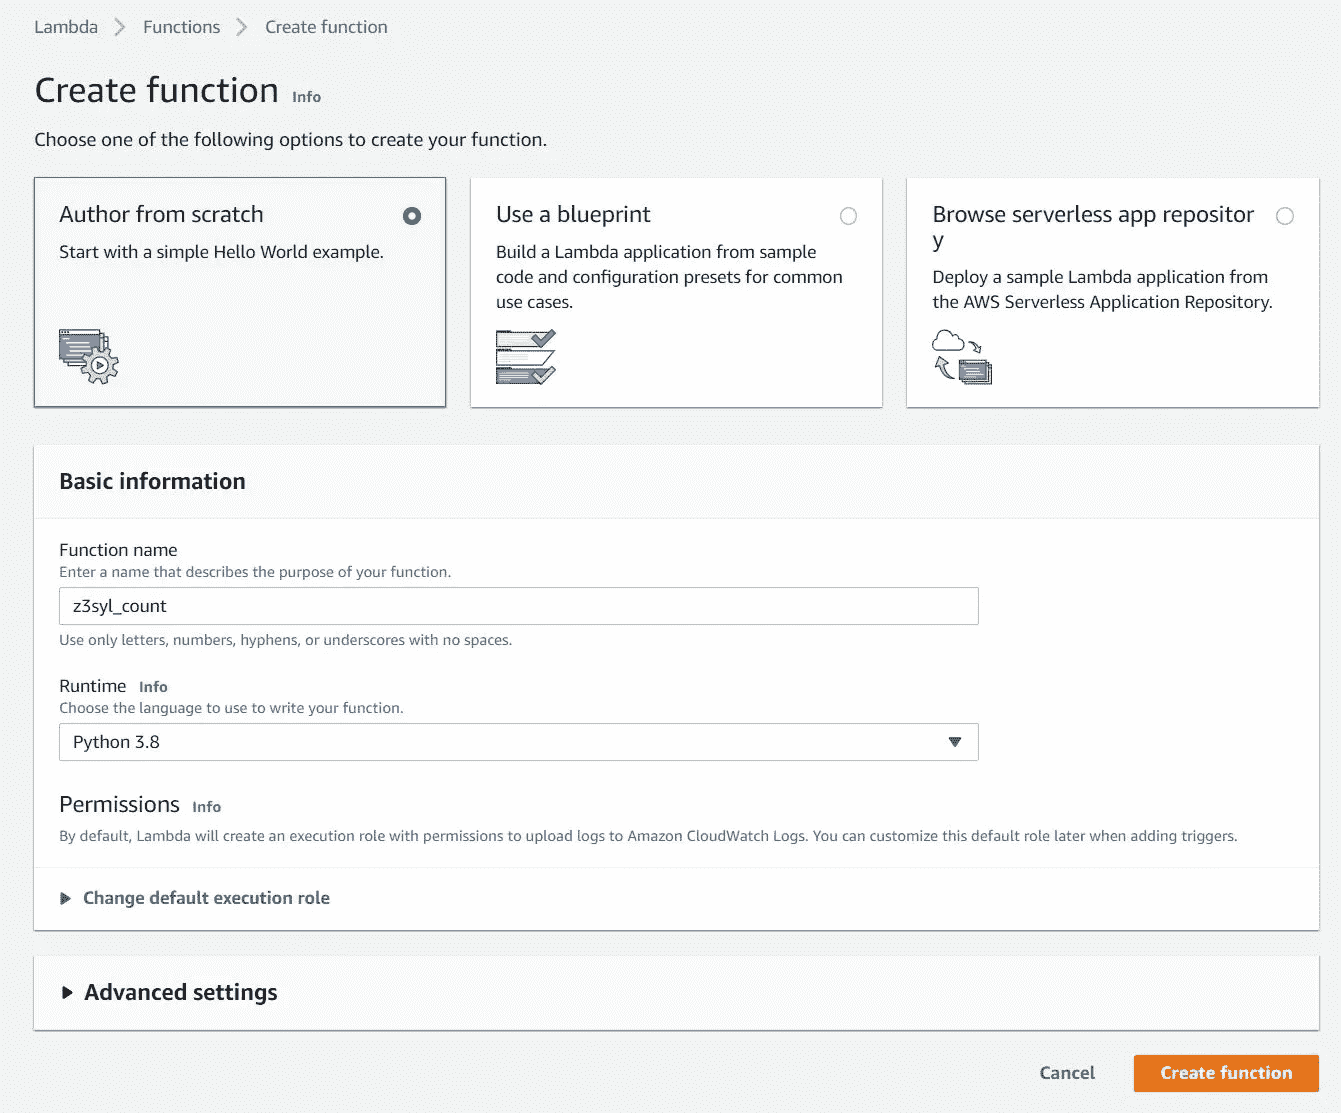 Lambda > Functions > Create function
Create function Info
Choose one of the following options to create your function.
Author from scratch
Start with a simple Hello World example.
Use a blueprint
Build a Lambda application from sample
code and configuration presets for common
use cases.
Browse serverless app repositor
y
Deploy a sample Lambda application from
the AWS Serverless Application Repository.
Basic information
Function name
Enter a name that describes the purpose of your function.
z3syl_count
Use only letters, numbers, hyphens, or underscores with no spaces.
Runtime Info
Choose the language to use to write your function.
Python 3.8
Permissions Info
By default, Lambda will create an execution role with permissions to upload logs to Amazon CloudWatch Logs. You can customize this default role later when adding triggers.
Change default execution role
Advanced settings
Cancel
Create function